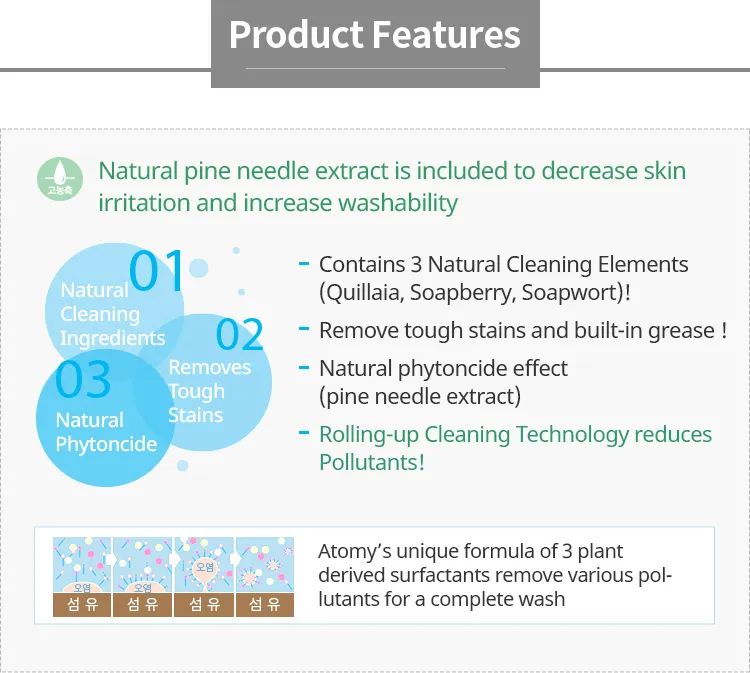 Product Features
고농축
Natural pine needle extract is included to decrease skin
irritation and increase washability
01
Natural
Cleaning
Ingredients
02
Removes
Tough
Stains
03
Natural
Phytoncide
- Contains 3 Natural Cleaning Elements
(Quillaia, Soapberry, Soapwort)!
- Remove tough stains and built-in grease !
- Natural phytoncide effect
(pine needle extract)
- Rolling-up Cleaning Technology reduces
Pollutants!
오염
섬유
오염
섬유
오염
섬유
섬유
Atomy’s unique formula of 3 plant
derived surfactants remove various pol-
lutants for a complete wash